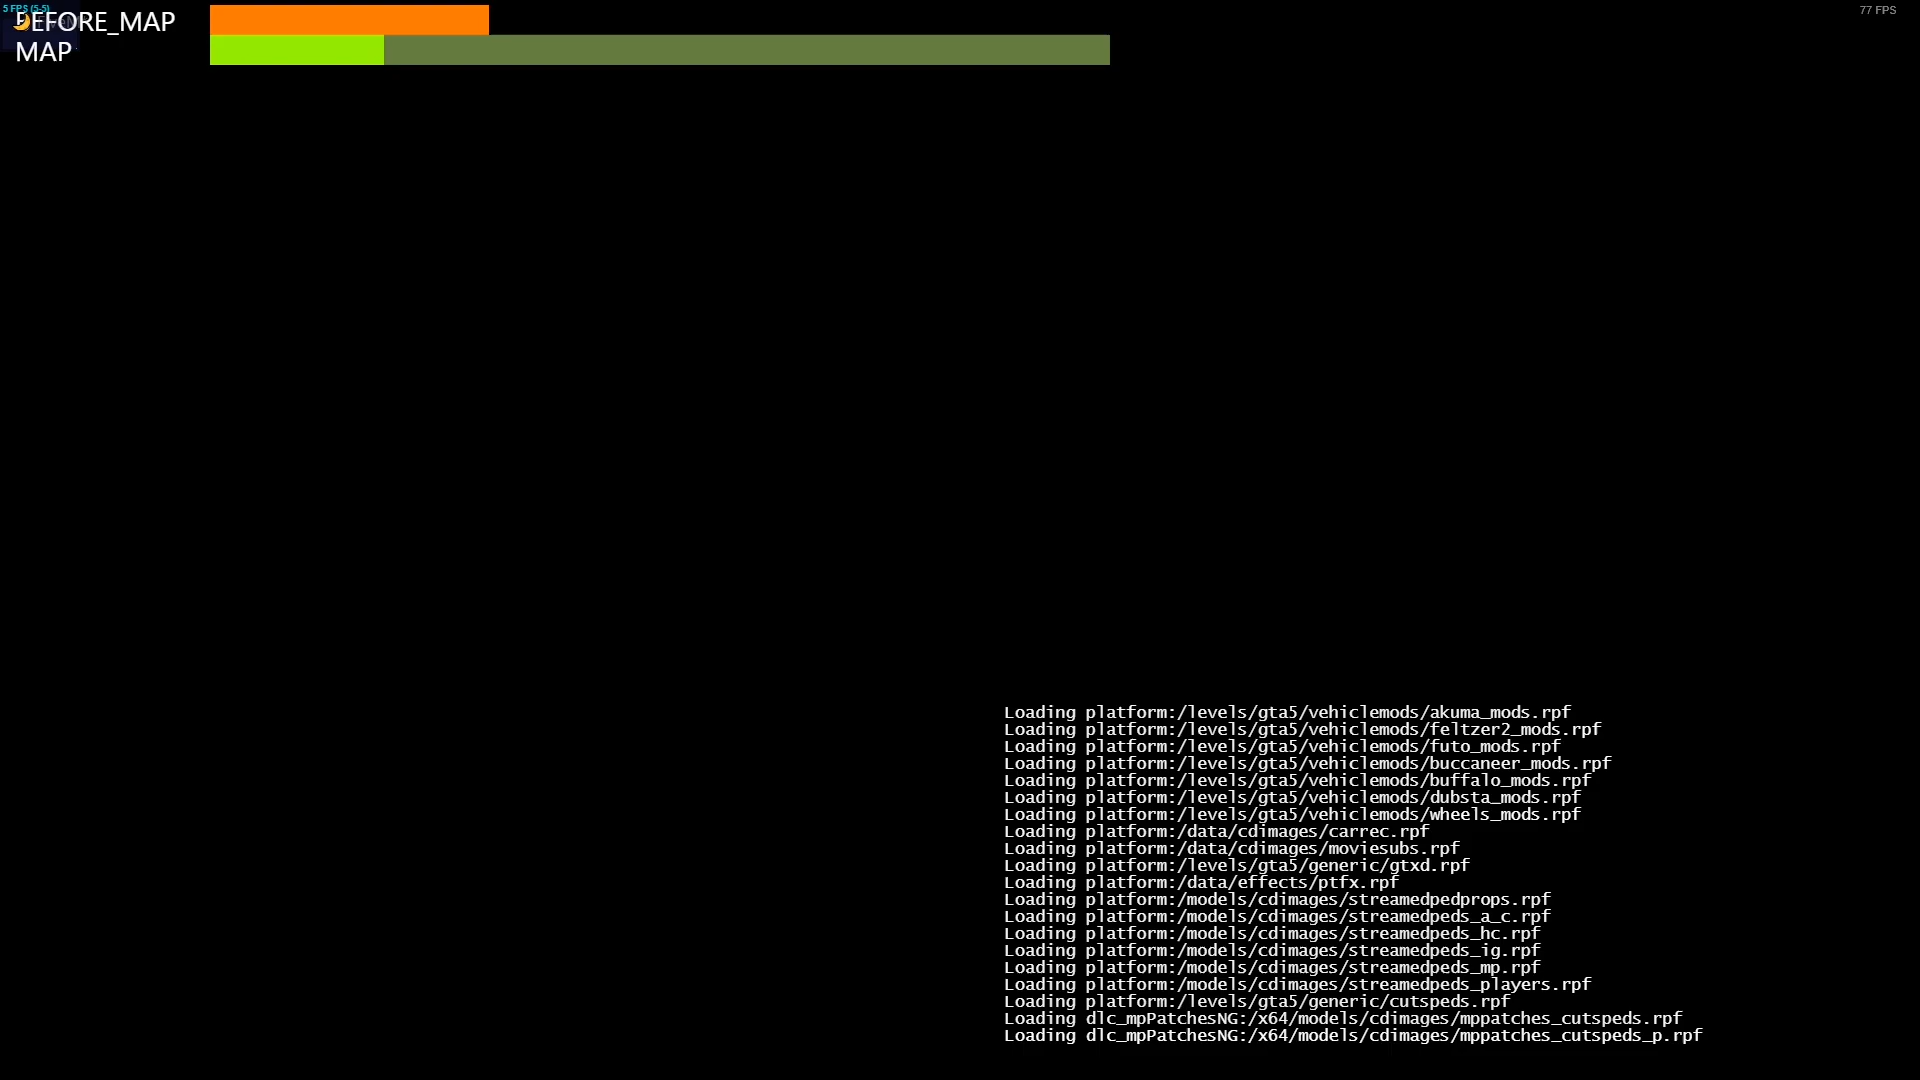 5 FPS (5-5)
77 FPS
BEFORE_MAP
MAP
Loading platform:/levels/gta5/vehiclemods/akuma_mods.rpf
Loading platform:/levels/gta5/vehiclemods/feltzer2_mods.rpf
Loading platform:/levels/gta5/vehiclemods/futo_mods.rpf
Loading platform:/levels/gta5/vehiclemods/buccaneer_mods.rpf
Loading platform:/levels/gta5/vehiclemods/buffalo_mods.rpf
Loading platform:/levels/gta5/vehiclemods/dubsta_mods.rpf
Loading platform:/levels/gta5/vehiclemods/wheels_mods.rpf
Loading platform:/data/cdimages/carrec.rpf
Loading platform:/data/cdimages/moviesubs.rpf
Loading platform:/levels/gta5/generic/gtxd.rpf
Loading platform:/data/effects/ptfx.rpf
Loading platform:/models/cdimages/streamedpedprops.rpf
Loading platform:/models/cdimages/streamedpeds_a_c.rpf
Loading platform:/models/cdimages/streamedpeds_hc.rpf
Loading platform:/models/cdimages/streamedpeds_ig.rpf
Loading platform:/models/cdimages/streamedpeds_mp.rpf
Loading platform:/models/cdimages/streamedpeds_players.rpf
Loading platform:/levels/gta5/generic/cutspeds.rpf
Loading dlc_mpPatchesNG:/x64/models/cdimages/mppatches_cutspeds.rpf
Loading dlc_mpPatchesNG:/x64/models/cdimages/mppatches_cutspeds_p.rpf